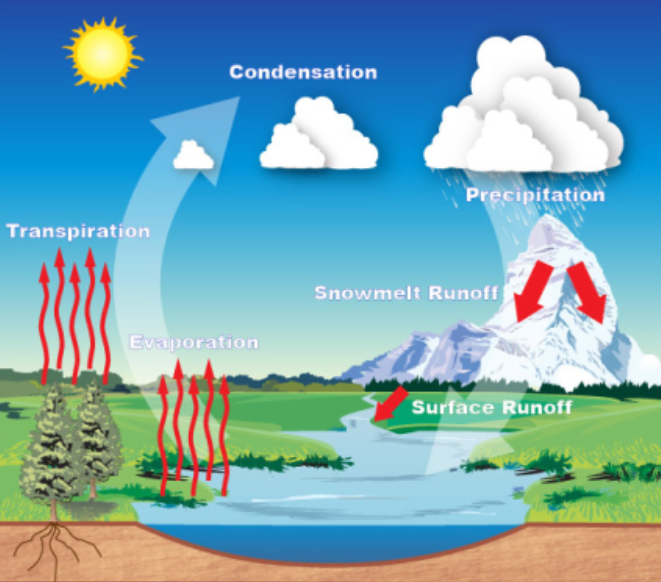 Condensation
Precipitation
Transpiration
Snowmelt Runoff
Evaporation
Surface Runoff